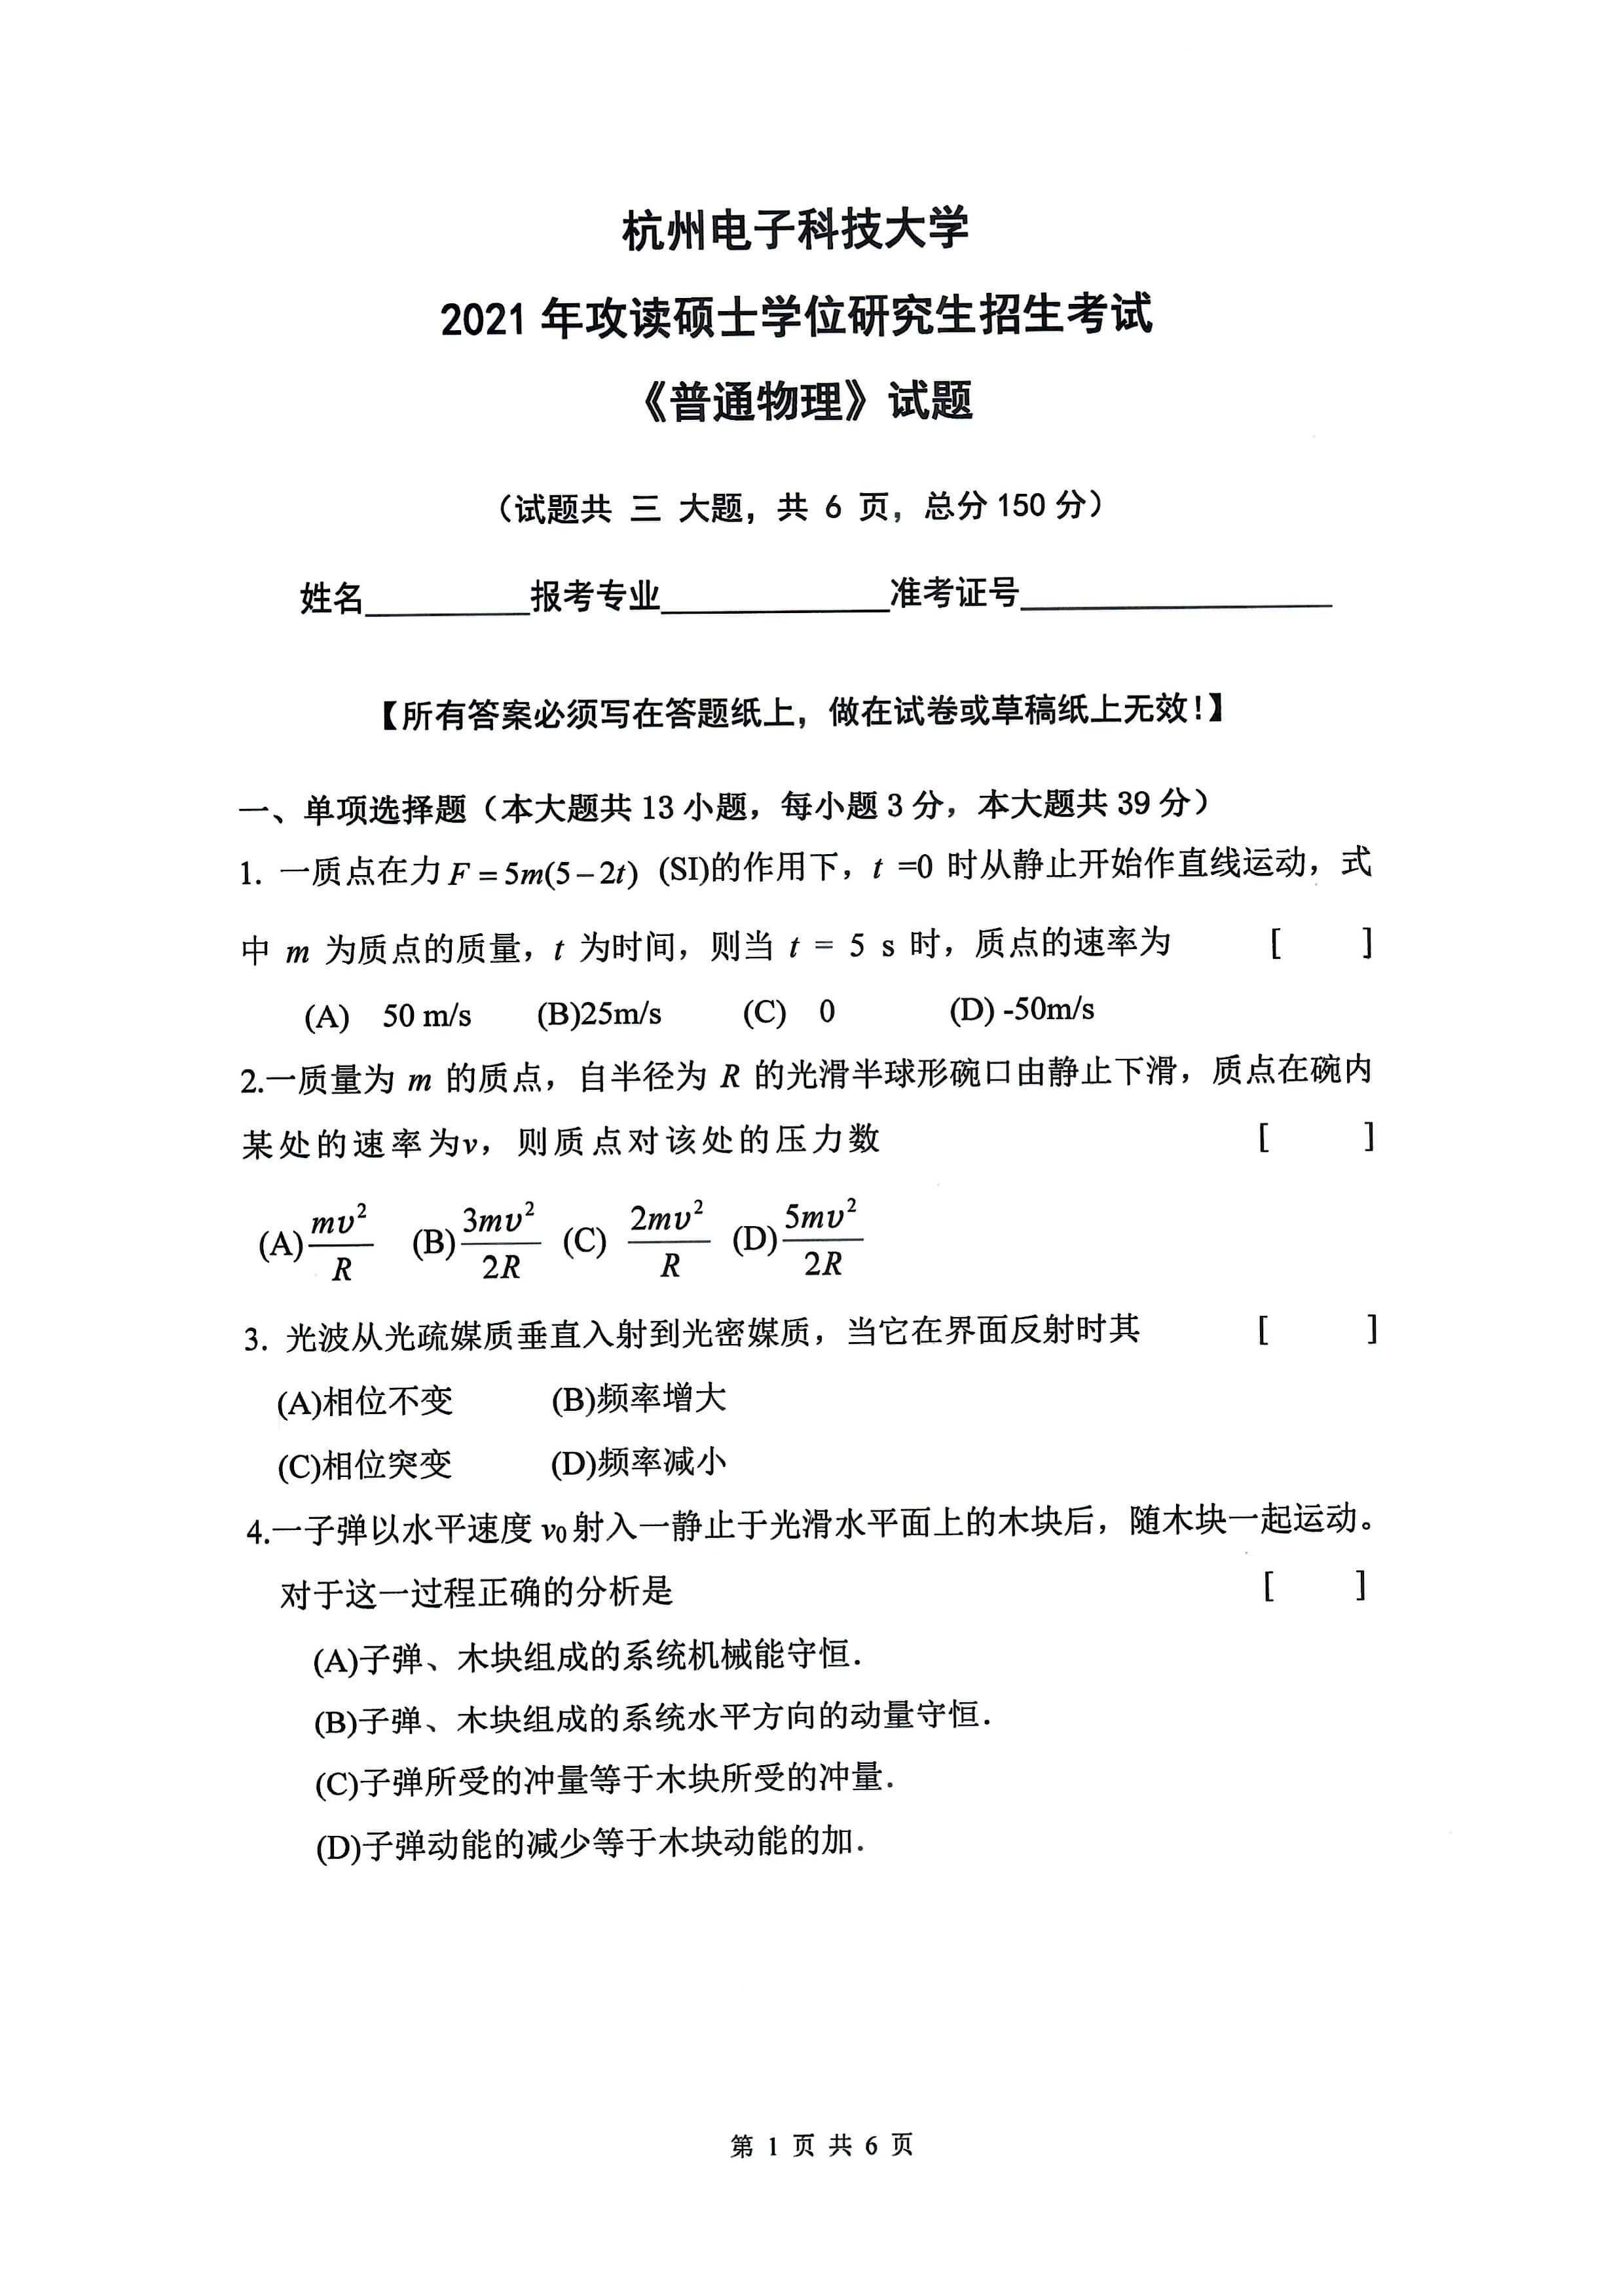 杭州电子科技大学
2021 年攻读硕士学位研究生招生考试
《普通物理》试题
（试题共 三 大题，共 6 页，总分 150 分）
姓名__________报考专业______________准考证号___________________
【所有答案必须写在答题纸上，做在试卷或草稿纸上无效！】
一、单项选择题（本大题共 13 小题，每小题 3 分，本大题共 39 分）
1. 一质点在力 F = 5m(5 − 2t) (SI)的作用下，t =0 时从静止开始作直线运动，式
中 m 为质点的质量，t 为时间，则当 t = 5 s 时，质点的速率为 [ ]
(A) 50 m/s (B)25m/s (C) 0 (D) -50m/s
2.一质量为 m 的质点，自半径为 R 的光滑半球形碗口由静止下滑，质点在碗内
某处的速率为v，则质点对该处的压力数 [ ]
(A) mυ²/R (B) 3mυ²/2R (C) 2mυ²/R (D) 5mυ²/2R
3. 光波从光疏媒质垂直入射到光密媒质，当它在界面反射时其 [ ]
(A)相位不变 (B)频率增大
(C)相位突变 (D)频率减小
4.一子弹以水平速度 v₀ 射入一静止于光滑水平面上的木块后，随木块一起运动。
对于这一过程正确的分析是 [ ]
(A)子弹、木块组成的系统机械能守恒．
(B)子弹、木块组成的系统水平方向的动量守恒．
(C)子弹所受的冲量等于木块所受的冲量．
(D)子弹动能的减少等于木块动能的加．
第 1 页 共 6 页